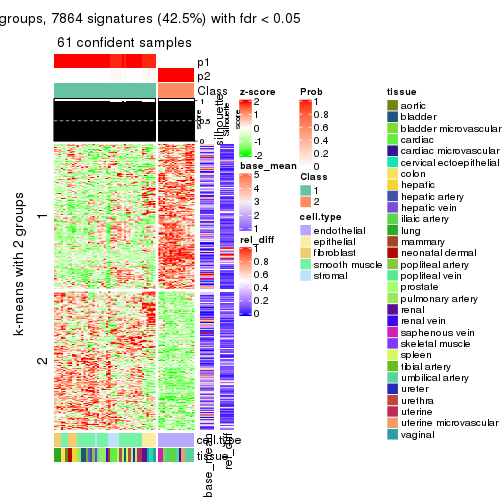 groups, 7864 signatures (42.5%) with fdr < 0.05
61 confident samples
p1
p2
Class
1
0.5
0
silhouette
k-means with 2 groups
1
2
cell.type
tissue
base_mean
rel_diff
z-score
2
1
0
-1
-2
base_mean
5
4
3
2
1
rel_diff
1
0.8
0.6
0.4
0.2
0
Prob
1
0.8
0.6
0.4
0.2
0
Class
1
2
cell.type
endothelial
epithelial
fibroblast
smooth muscle
stromal
tissue
aortic
bladder
bladder microvascular
cardiac
cardiac microvascular
cervical ectoepithelial
colon
hepatic
hepatic artery
hepatic vein
iliac artery
lung
mammary
neonatal dermal
popliteal artery
popliteal vein
prostate
pulmonary artery
renal
renal vein
saphenous vein
skeletal muscle
spleen
tibial artery
umbilical artery
ureter
urethra
uterine
uterine microvascular
vaginal